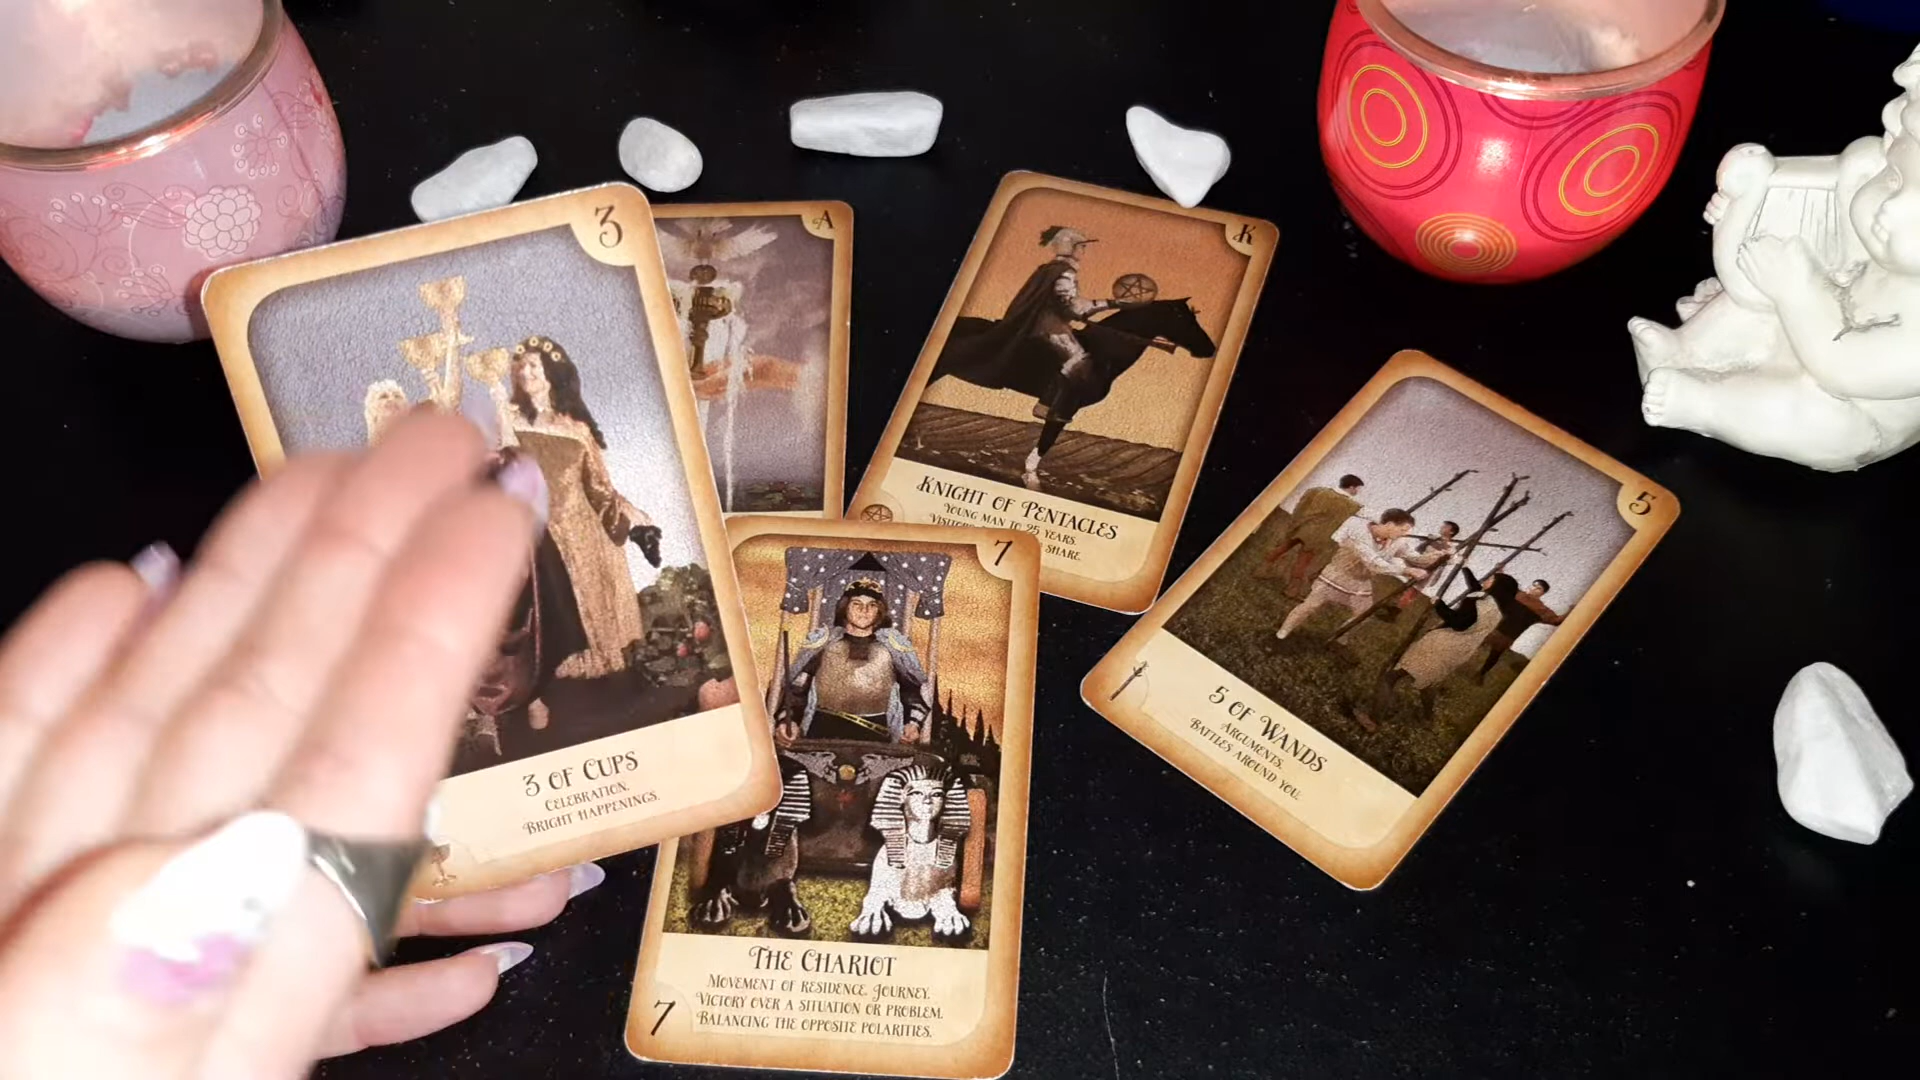 3
3 of Cups
Celebration.
Bright happenings.
A
K
Knight of Pentacles
Young man to 25 years.
share.
5
5 of Wands
Arguments.
Battles around you.
7
The Chariot
Movement of residence. Journey.
Victory over a situation or problem.
Balancing the opposite polarities.
7